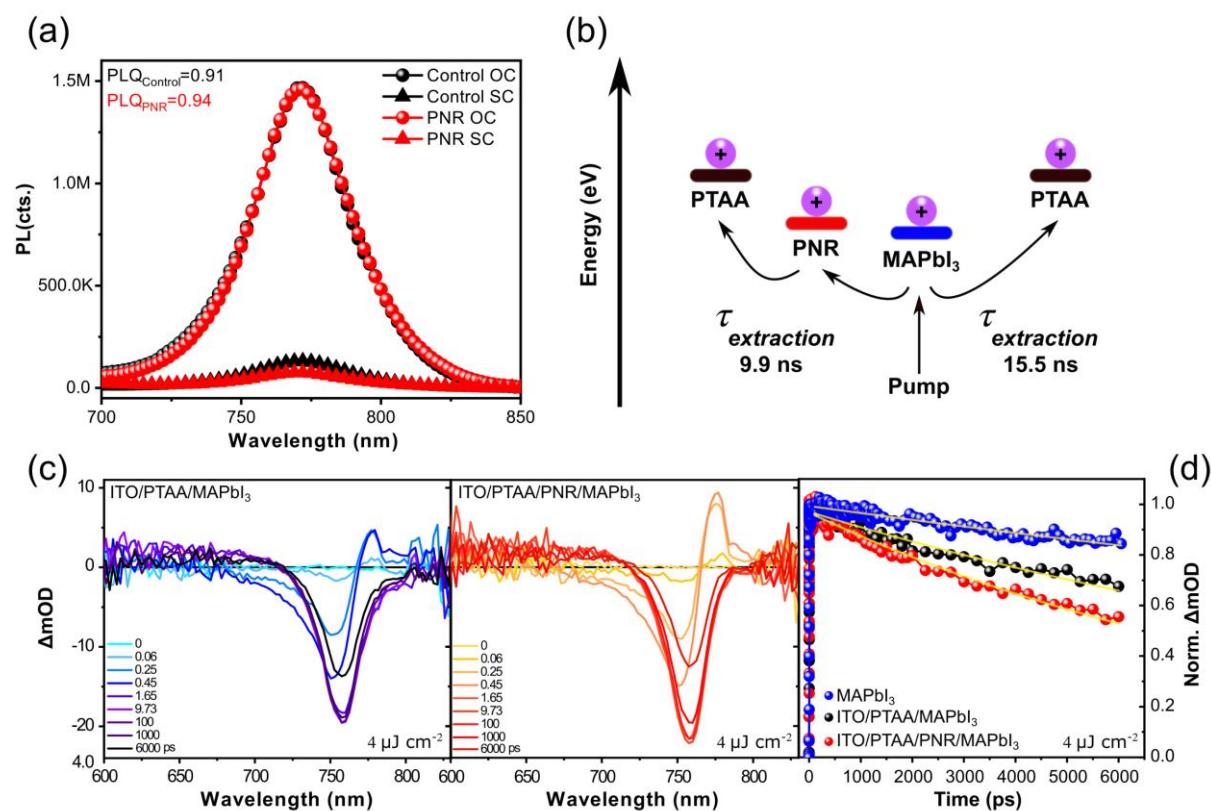 (a)
PLQControl=0.91
PLQPNR=0.94
Control OC
Control SC
PNR OC
PNR SC
1.5M
1.0M
500.0K
0.0
PL(cts.)
700
750
800
850
Wavelength (nm)
(b)
Energy (eV)
+
PTAA
+
PNR
+
MAPbI3
+
PTAA
τ extraction
9.9 ns
τ extraction
15.5 ns
Pump
(c)
ITO/PTAA/MAPbI3
10
0
-10
-20
4.0
ΔmOD
0
0.06
0.25
0.45
1.65
9.73
100
1000
6000 ps
4 µJ cm-2
600
650
700
750
800
Wavelength (nm)
ITO/PTAA/PNR/MAPbI3
0
0.06
0.25
0.45
1.65
9.73
100
1000
6000 ps
4 µJ cm-2
600
650
700
750
800
Wavelength (nm)
(d)
1.0
0.8
0.6
0.4
0.2
0.0
Norm. ΔmOD
MAPbI3
ITO/PTAA/MAPbI3
ITO/PTAA/PNR/MAPbI3
4 µJ cm-2
0
1000
2000
3000
4000
5000
6000
Time (ps)